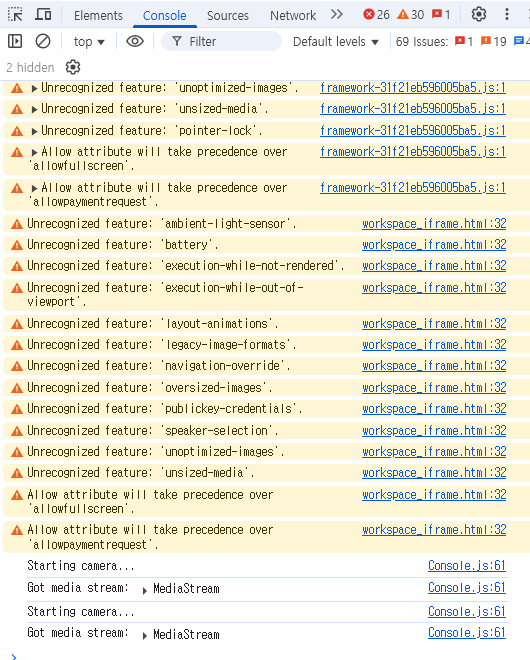 Elements Console Sources Network 26 30 1
top Filter Default levels 69 Issues: 1 19 4
2 hidden
Unrecognized feature: 'unoptimized-images'. framework-31f21eb596005ba5.js:1
Unrecognized feature: 'unsized-media'. framework-31f21eb596005ba5.js:1
Unrecognized feature: 'pointer-lock'. framework-31f21eb596005ba5.js:1
Allow attribute will take precedence over framework-31f21eb596005ba5.js:1
'allowfullscreen'.
Allow attribute will take precedence over framework-31f21eb596005ba5.js:1
'allowpaymentrequest'.
Unrecognized feature: 'ambient-light-sensor'. workspace_iframe.html:32
Unrecognized feature: 'battery'. workspace_iframe.html:32
Unrecognized feature: 'execution-while-not-rendered'. workspace_iframe.html:32
Unrecognized feature: 'execution-while-out-of- workspace_iframe.html:32
viewport'.
Unrecognized feature: 'layout-animations'. workspace_iframe.html:32
Unrecognized feature: 'legacy-image-formats'. workspace_iframe.html:32
Unrecognized feature: 'navigation-override'. workspace_iframe.html:32
Unrecognized feature: 'oversized-images'. workspace_iframe.html:32
Unrecognized feature: 'publickey-credentials'. workspace_iframe.html:32
Unrecognized feature: 'speaker-selection'. workspace_iframe.html:32
Unrecognized feature: 'unoptimized-images'. workspace_iframe.html:32
Unrecognized feature: 'unsized-media'. workspace_iframe.html:32
Allow attribute will take precedence over workspace_iframe.html:32
'allowfullscreen'.
Allow attribute will take precedence over workspace_iframe.html:32
'allowpaymentrequest'.
Starting camera... Console.js:61
Got media stream: MediaStream Console.js:61
Starting camera... Console.js:61
Got media stream: MediaStream Console.js:61